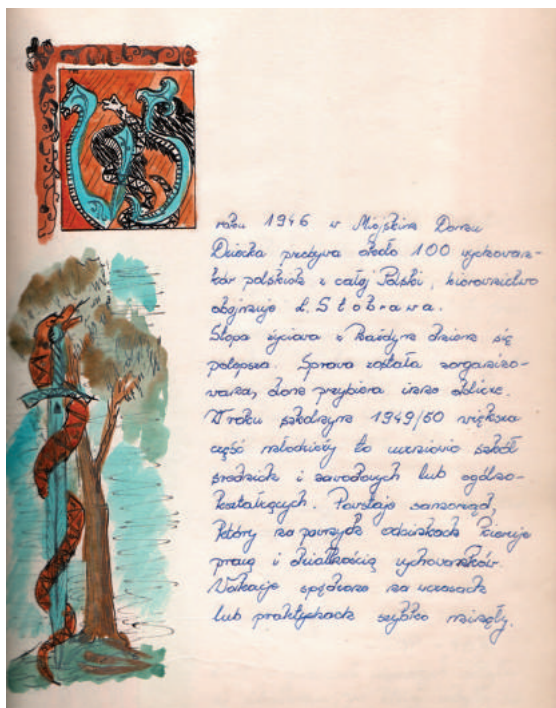 W
roku 1946 w Miejskim Domu
Dziecka przebywa około 100 wychowan-
ków polskich z całej Polski, kierownictwo
obejmuje L. Stobrawa.
Stopa życiowa z każdym dniem się
polepsza. Sprawa została zorganizo-
wana, dom przybiera inne oblicze.
W roku szkolnym 1949/50 większa
część młodzieży to uczniowie szkół
średnich i zawodowych lub ogólno-
kształcących. Powstaje samorząd,
który na odcinkach kieruje
pracą i wychowanków.
Wakacje spędzone na wczasach
lub praktykach szybko minęły.